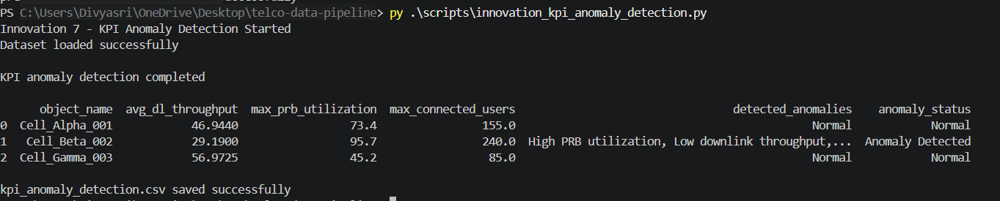 PS C:\Users\Divyasri\OneDrive\Desktop\telco-data-pipeline> py .\scripts\innovation_kpi_anomaly_detection.py
Innovation 7 - KPI Anomaly Detection Started
Dataset loaded successfully
KPI anomaly detection completed
object_name avg_dl_throughput max_prb_utilization max_connected_users detected_anomalies anomaly_status
0 Cell_Alpha_001 46.9440 73.4 155.0 Normal Normal
1 Cell_Beta_002 29.1900 95.7 240.0 High PRB utilization, Low downlink throughput,... Anomaly Detected
2 Cell_Gamma_003 56.9725 45.2 85.0 Normal Normal
kpi_anomaly_detection.csv saved successfully